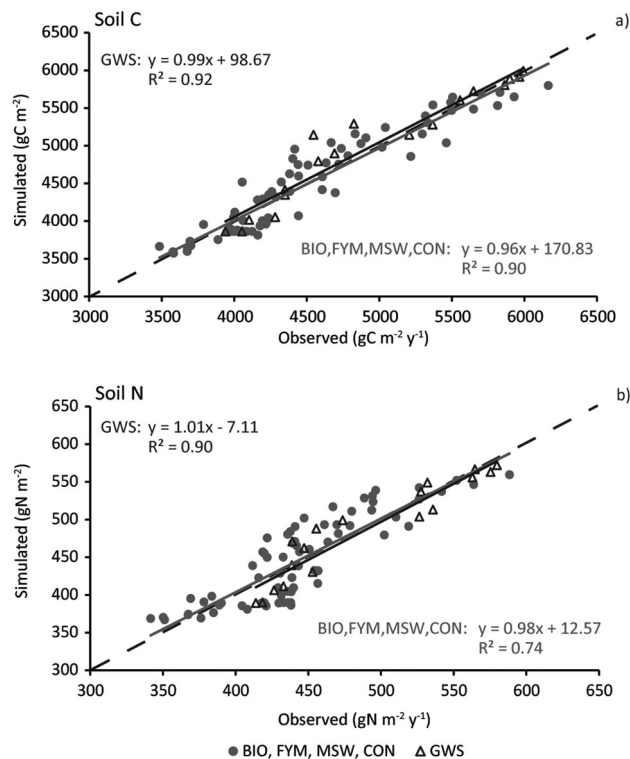 Soil C
a)
6500
6000
5500
5000
4500
4000
3500
3000
Simulated (gC m⁻²)
GWS: y = 0.99x + 98.67
R² = 0.92
BIO,FYM,MSW,CON: y = 0.96x + 170.83
R² = 0.90
3000 3500 4000 4500 5000 5500 6000 6500
Observed (gC m⁻² y⁻¹)
Soil N
b)
650
600
550
500
450
400
350
300
Simulated (gN m⁻²)
GWS: y = 1.01x - 7.11
R² = 0.90
BIO,FYM,MSW,CON: y = 0.98x + 12.57
R² = 0.74
300 350 400 450 500 550 600 650
Observed (gN m⁻² y⁻¹)
BIO, FYM, MSW, CON GWS